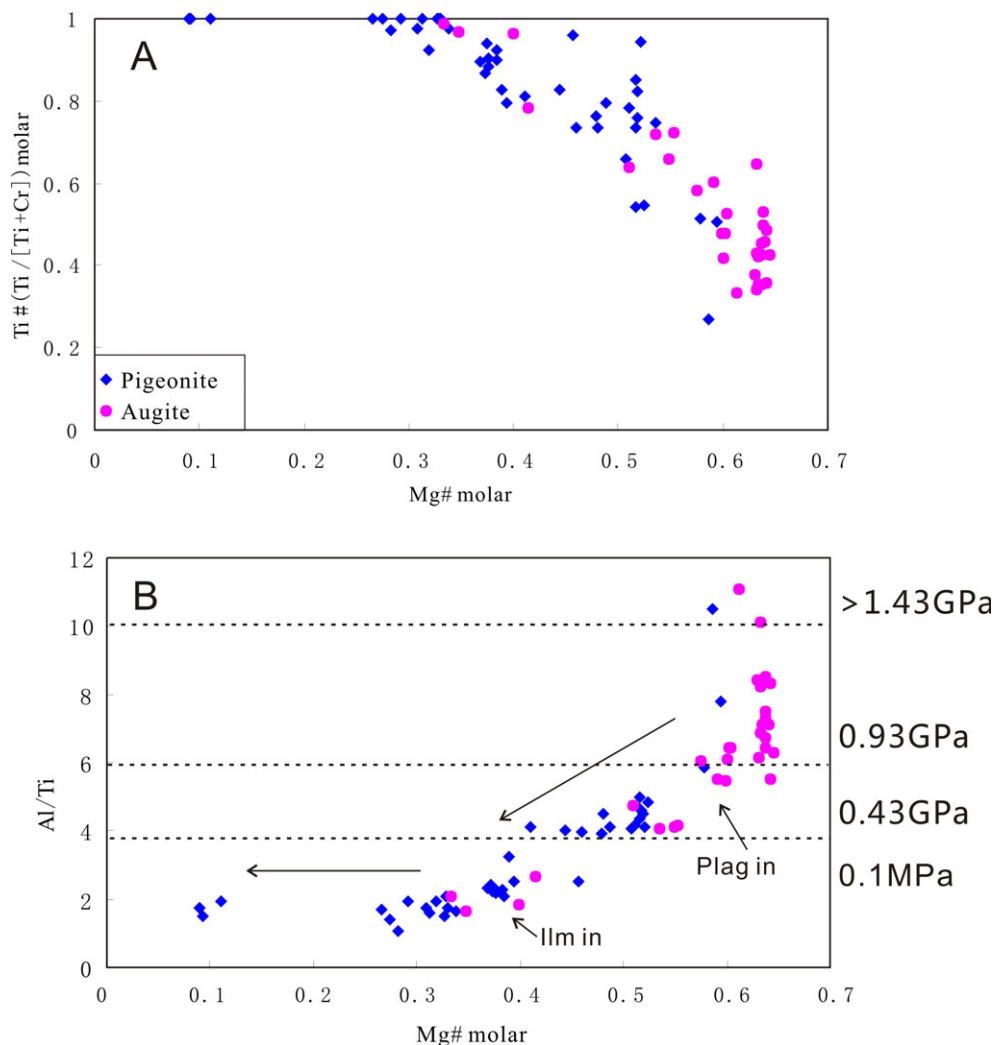 A
1
0.8
0.6
0.4
0.2
0
Ti#(Ti/[Ti+Cr]) molar
Pigeonite
Augite
0 0.1 0.2 0.3 0.4 0.5 0.6 0.7
Mg# molar
B
12
10
8
6
4
2
0
Al/Ti
>1.43GPa
0.93GPa
0.43GPa
0.1MPa
Plag in
Ilm in
0 0.1 0.2 0.3 0.4 0.5 0.6 0.7
Mg# molar